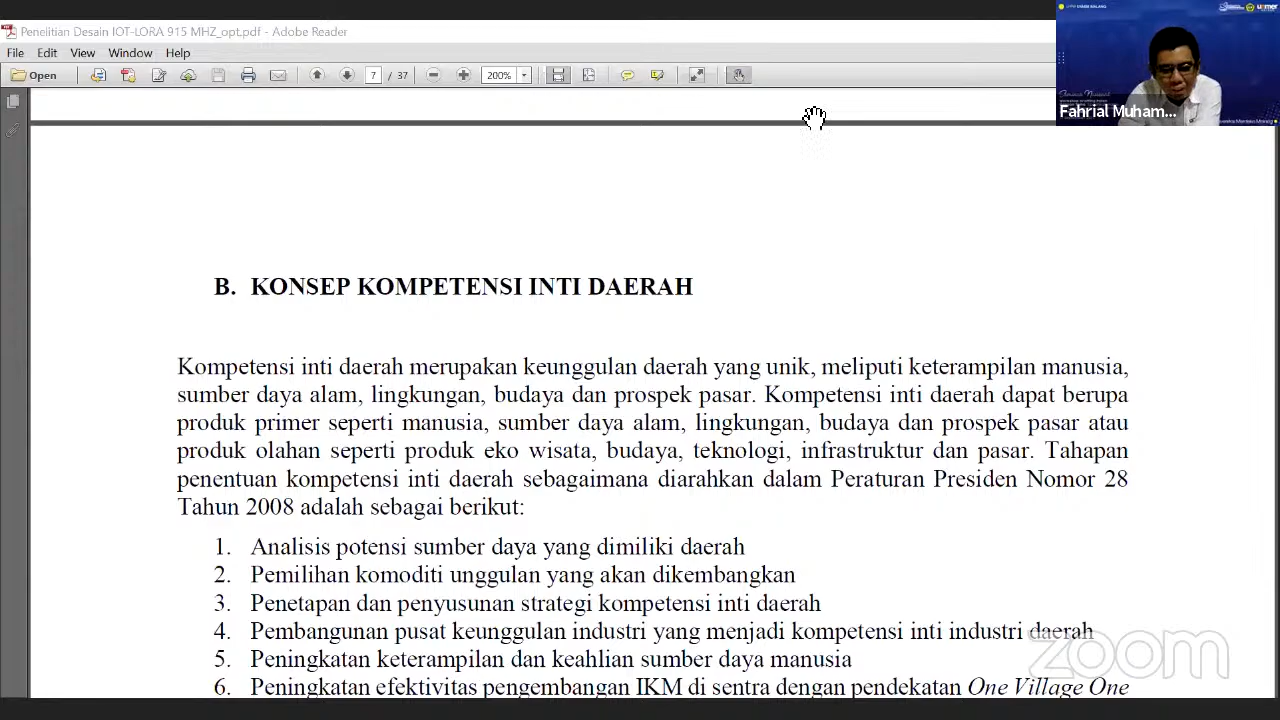 Penelitian Desain IOT-LORA 915 MHZ_opt.pdf - Adobe Reader
File Edit View Window Help
Open 7 / 37 200%
Fahrial Muham...
B. KONSEP KOMPETENSI INTI DAERAH
Kompetensi inti daerah merupakan keunggulan daerah yang unik, meliputi keterampilan manusia,
sumber daya alam, lingkungan, budaya dan prospek pasar. Kompetensi inti daerah dapat berupa
produk primer seperti manusia, sumber daya alam, lingkungan, budaya dan prospek pasar atau
produk olahan seperti produk eko wisata, budaya, teknologi, infrastruktur dan pasar. Tahapan
penentuan kompetensi inti daerah sebagaimana diarahkan dalam Peraturan Presiden Nomor 28
Tahun 2008 adalah sebagai berikut:
1. Analisis potensi sumber daya yang dimiliki daerah
2. Pemilihan komoditi unggulan yang akan dikembangkan
3. Penetapan dan penyusunan strategi kompetensi inti daerah
4. Pembangunan pusat keunggulan industri yang menjadi kompetensi inti industri daerah
5. Peningkatan keterampilan dan keahlian sumber daya manusia
6. Peningkatan efektivitas pengembangan IKM di sentra dengan pendekatan One Village One
zoom